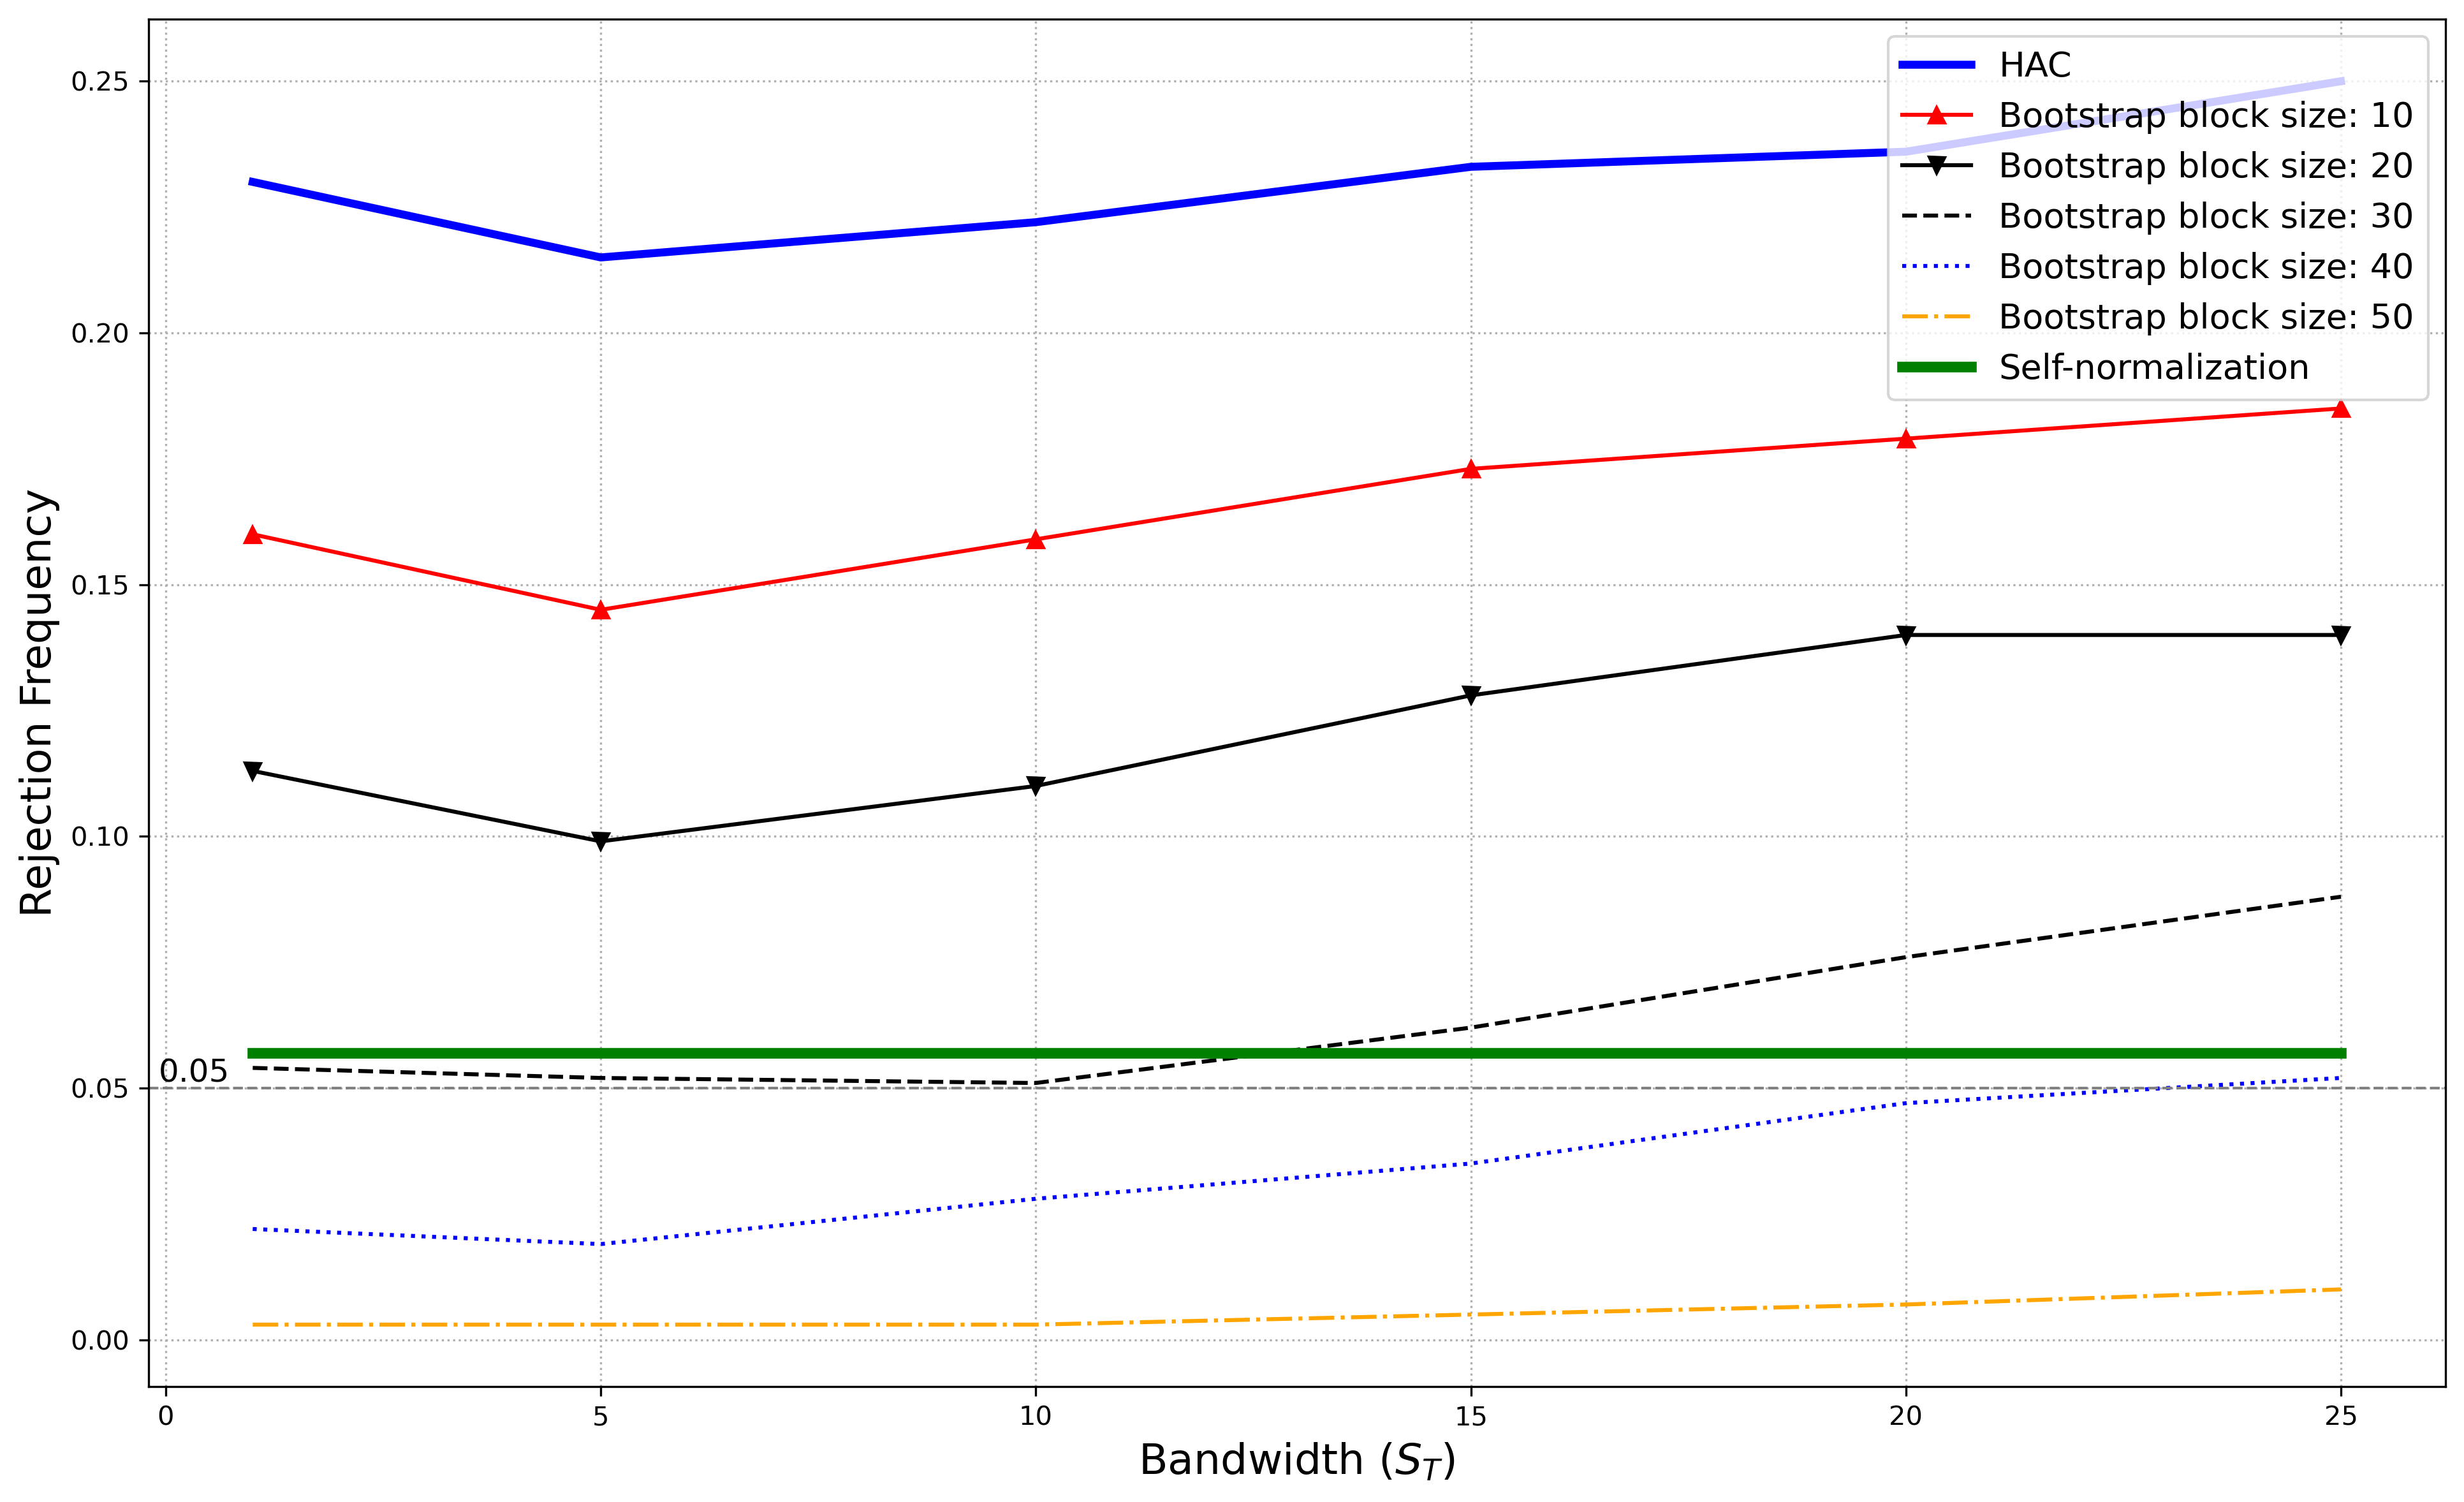 HAC
Bootstrap block size: 10
Bootstrap block size: 20
Bootstrap block size: 30
Bootstrap block size: 40
Bootstrap block size: 50
Self-normalization
Rejection Frequency
0.25
0.20
0.15
0.10
0.05
0.05
0.00
0 5 10 15 20 25
Bandwidth (S_T)